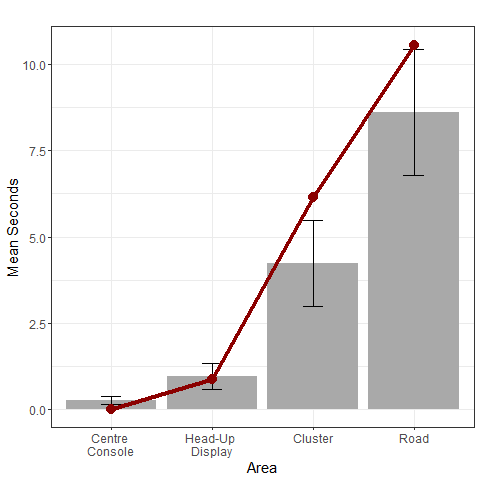 Mean Seconds
10.0
7.5
5.0
2.5
0.0
Centre
Console
Head-Up
Display
Cluster
Road
Area